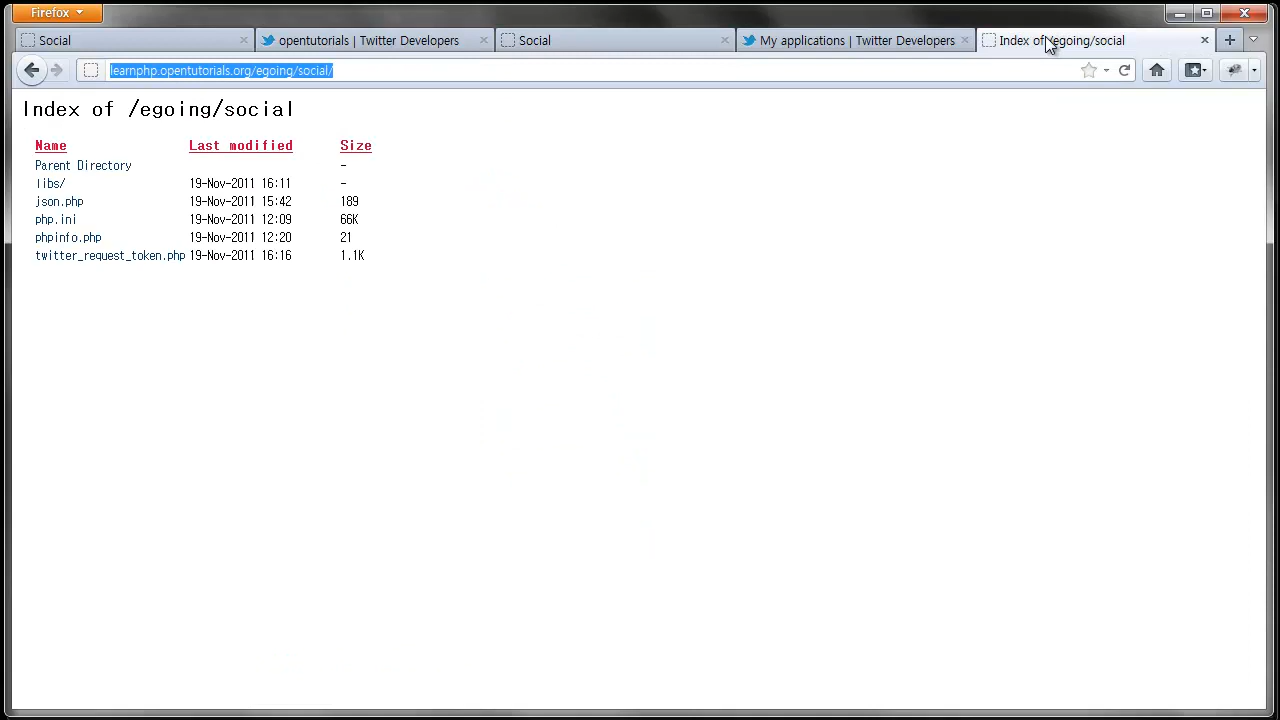 Firefox
Social
opentutorials | Twitter Developers
Social
My applications | Twitter Developers
Index of /egoing/social
learnphp.opentutorials.org/egoing/social/
Index of /egoing/social
Name Last modified Size
Parent Directory -
libs/ 19-Nov-2011 16:11 -
json.php 19-Nov-2011 15:42 189
php.ini 19-Nov-2011 12:09 66K
phpinfo.php 19-Nov-2011 12:20 21
twitter_request_token.php 19-Nov-2011 16:16 1.1K